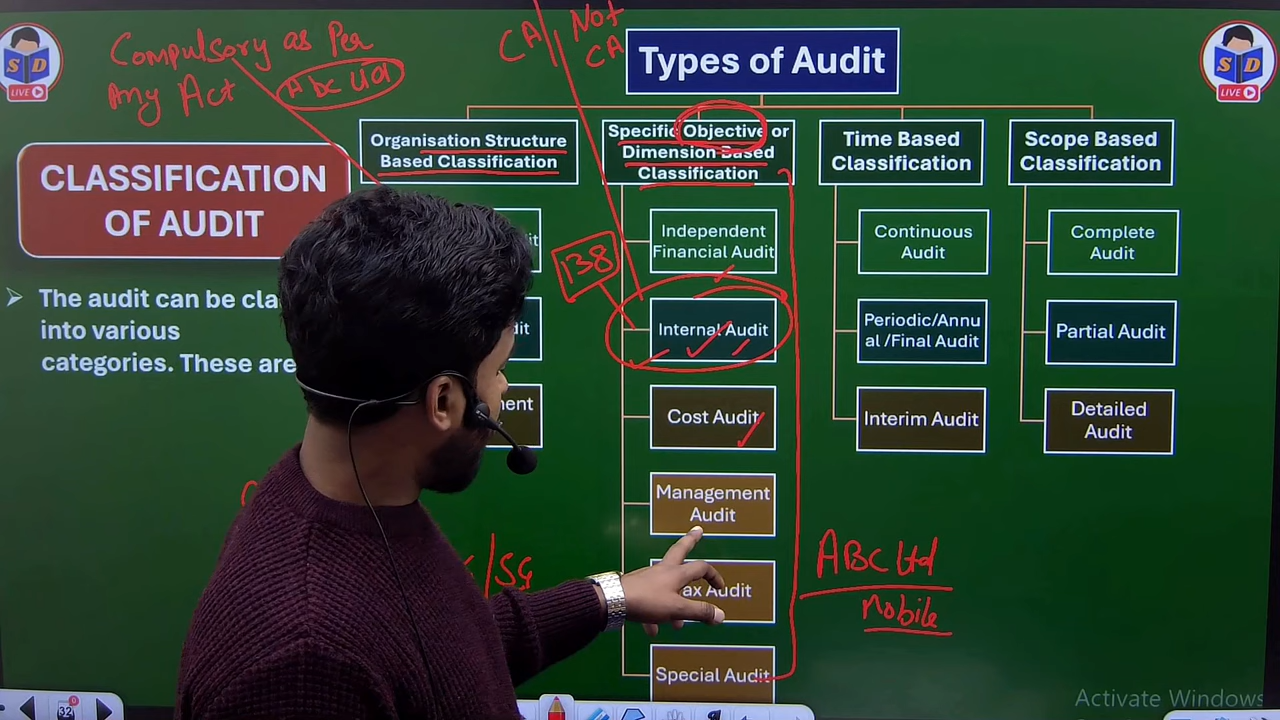 Compulsory as Per
any Act
Abc Ltd
CA
Not
CA
S D
LIVE
Types of Audit
S D
LIVE
CLASSIFICATION
OF AUDIT
The audit can be cla
into various
categories. These are
Organisation Structure
Based Classification
Specific Objective or
Dimension Based
Classification
138
Independent
Financial Audit
Internal Audit
Cost Audit
Management
Audit
ax Audit
Special Audit
Time Based
Classification
Continuous
Audit
Periodic/Annu
al /Final Audit
Interim Audit
Scope Based
Classification
Complete
Audit
Partial Audit
Detailed
Audit
/SG
ABC Ltd
Mobile
32
Activate Windows